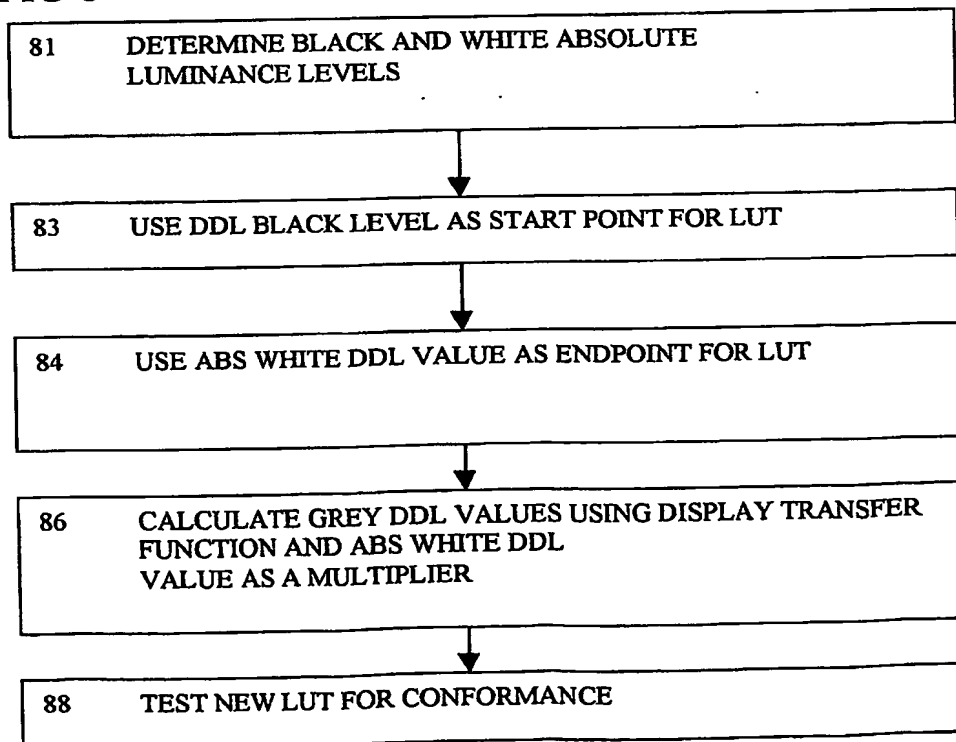 81 DETERMINE BLACK AND WHITE ABSOLUTE
LUMINANCE LEVELS
83 USE DDL BLACK LEVEL AS START POINT FOR LUT
84 USE ABS WHITE DDL VALUE AS ENDPOINT FOR LUT
86 CALCULATE GREY DDL VALUES USING DISPLAY TRANSFER
FUNCTION AND ABS WHITE DDL
VALUE AS A MULTIPLIER
88 TEST NEW LUT FOR CONFORMANCE